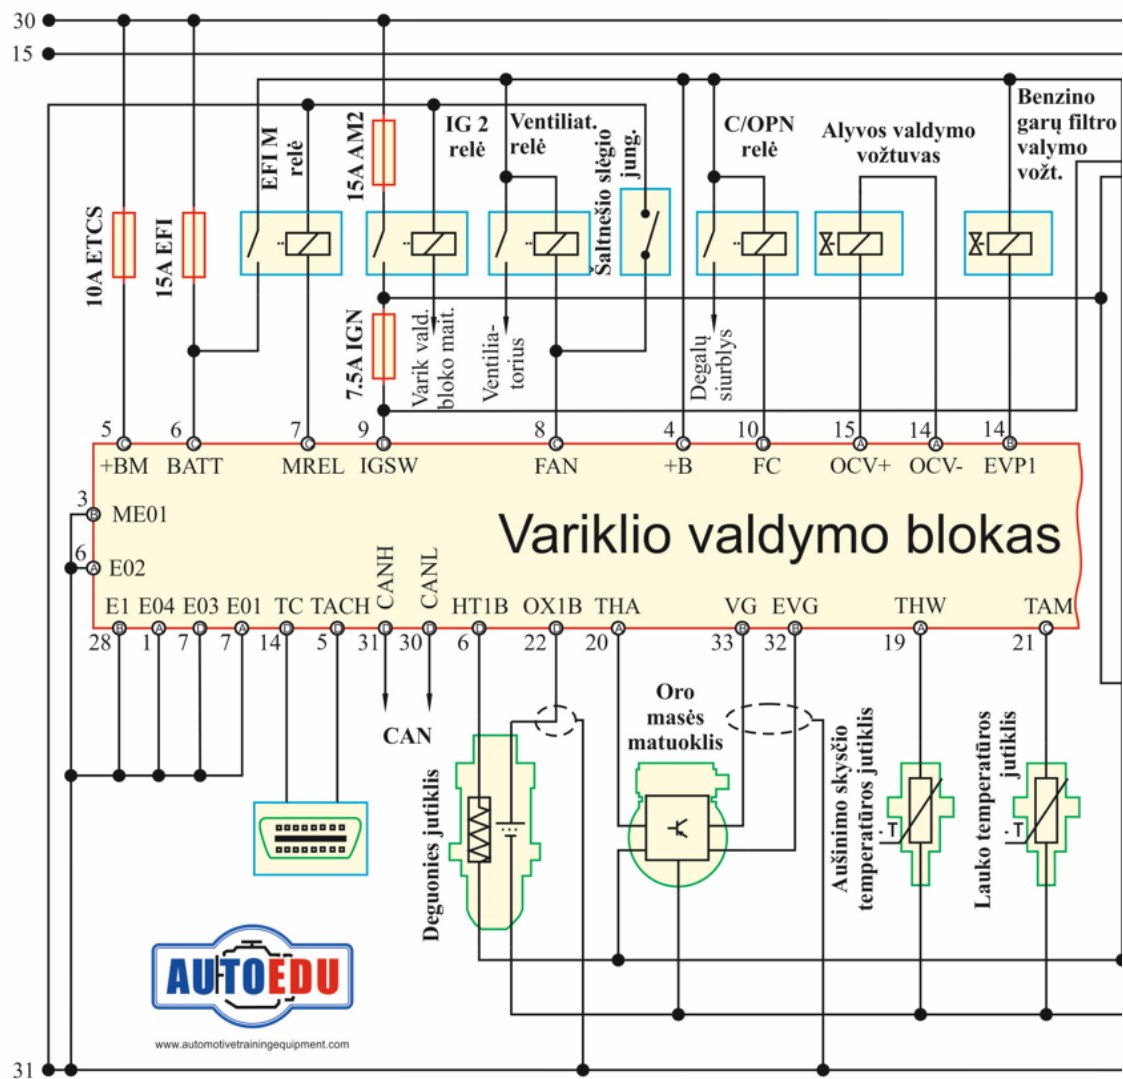 30
15
10A ETCS
15A EFI
EFI M
relė
15A AM2
IG 2
relė
Ventiliat.
relė
Šaltnešio slėgio
jung.
C/OPN
relė
Alyvos valdymo
vožtuvas
Benzino
garų filtro
valymo
vožt.
7.5A IGN
Varik vald.
bloko mait.
Ventilia-
torius
Degalų
siurblys
5 6 7 9 8 4 10 15 14 14
C C C D C C D A A B
+BM BATT MREL IGSW FAN +B FC OCV+ OCV- EVP1
3
B ME01
6
A E02
Variklio valdymo blokas
CANH
CANL
E1 E04 E03 E01 TC TACH HT1B OX1B THA VG EVG THW TAM
B A D A D D D D D D A B B A C
28 1 7 7 14 5 31 30 6 22 20 33 32 19 21
CAN
Deguonies jutiklis
Oro
masės
matuoklis
Aušinimo skysčio
temperatūros jutiklis
Lauko temperatūros
jutiklis
T
T
AUTOEDU
www.automotivetrainingequipment.com
31